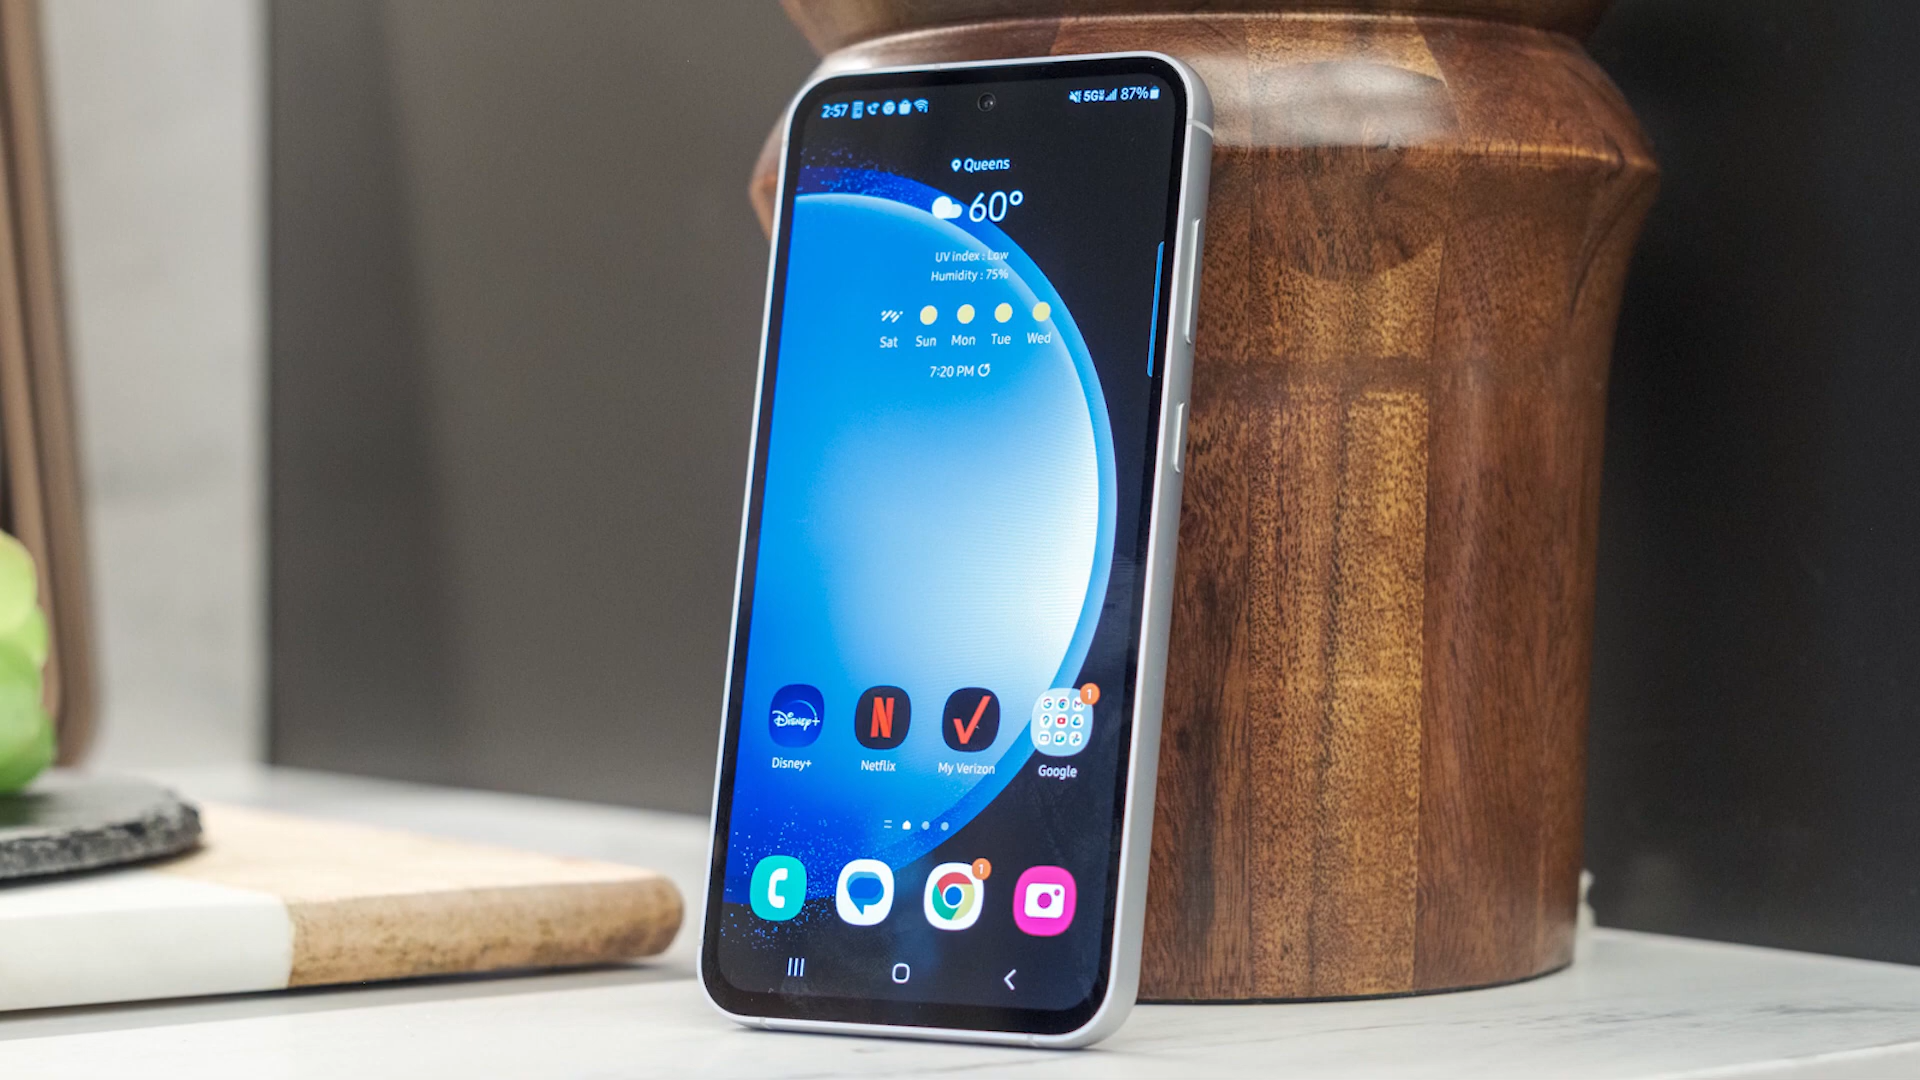 2:57
5G 87%
Queens
60°
UV index : Low
Humidity : 75%
Sat Sun Mon Tue Wed
7:20 PM
1
Disney+ N
Disney+ Netflix My Verizon Google
1